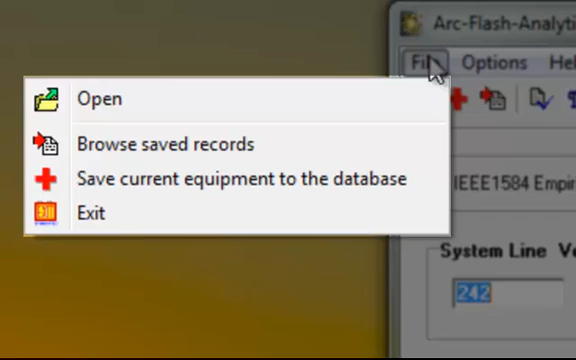 Arc-Flash-Analyti
File Options Hel
Open
Browse saved records
Save current equipment to the database
Exit
IEEE1584 Empir
System Line Vo
242